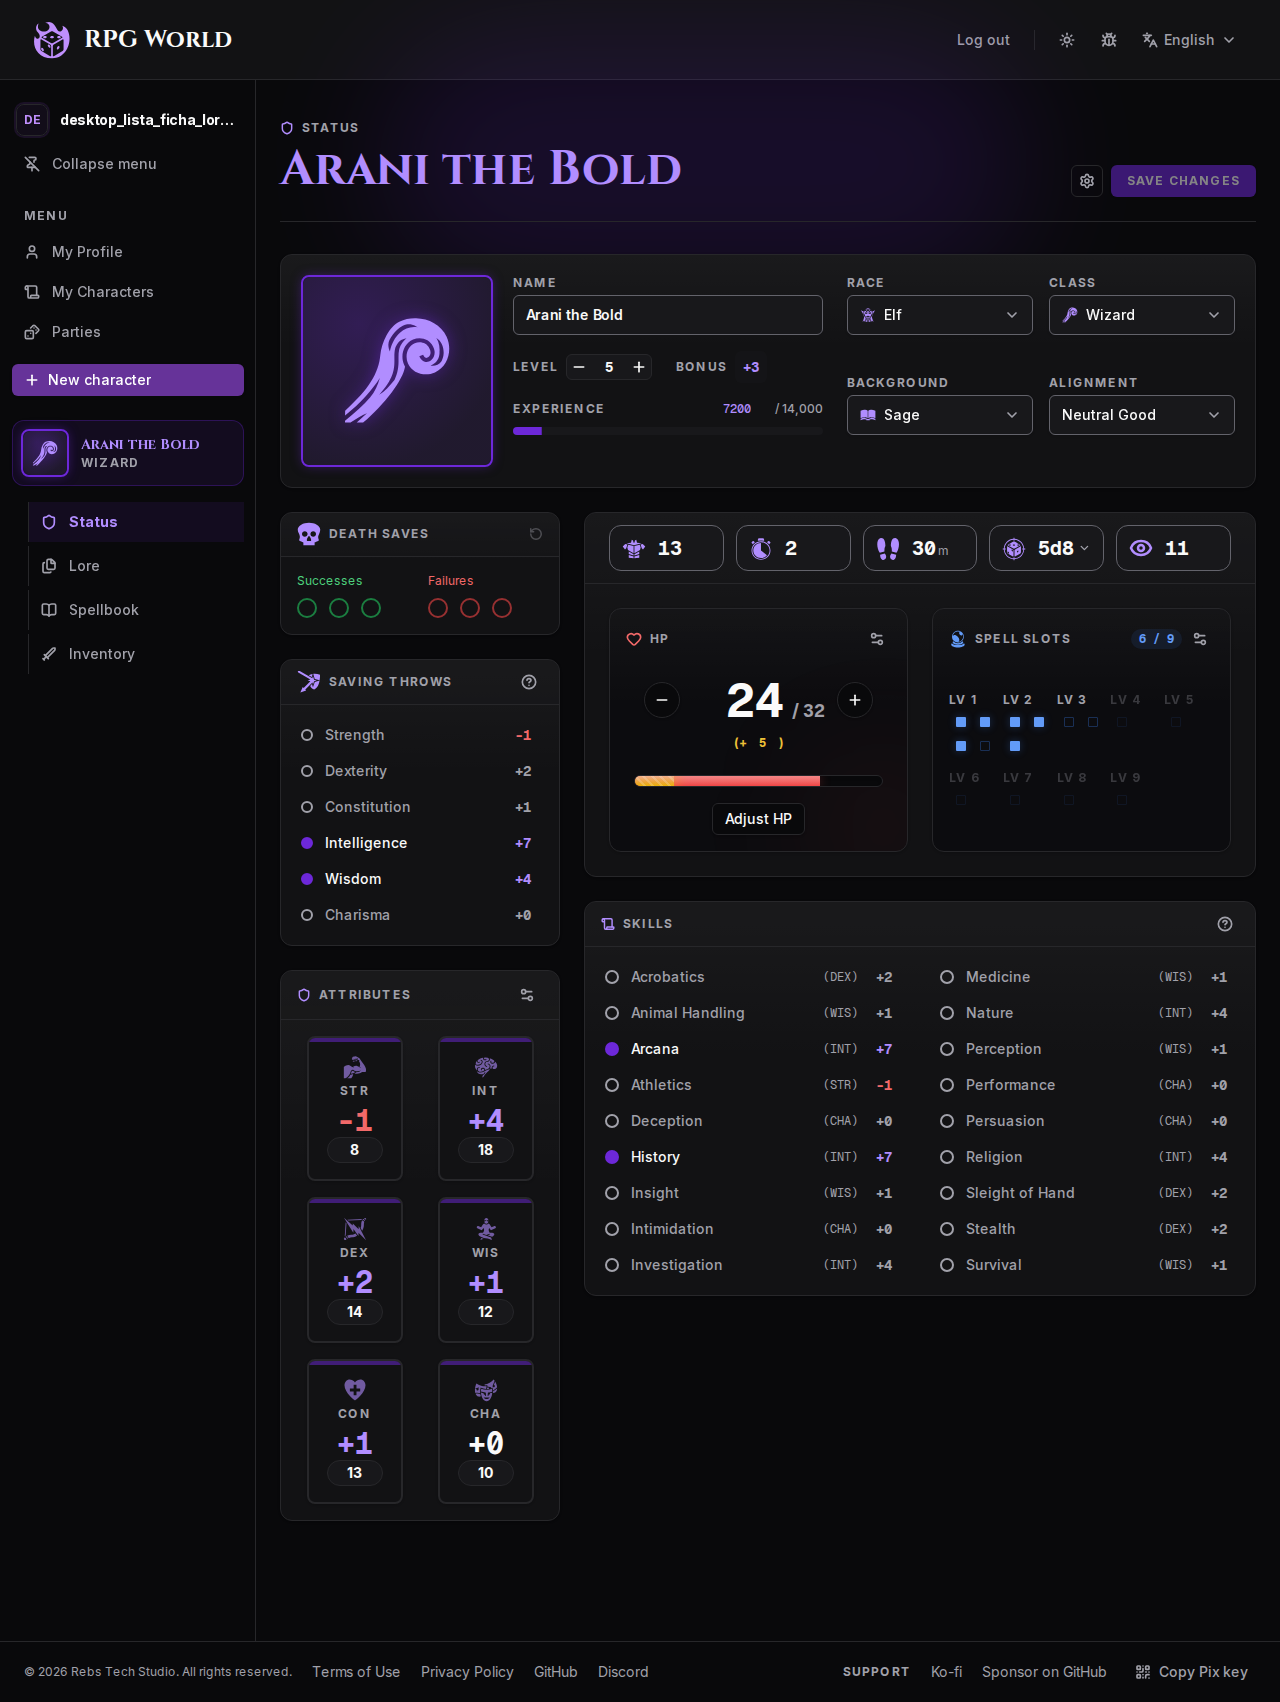 RPG World
Log out
English
DE
desktop_lista_ficha_lor...
Collapse menu
MENU
My Profile
My Characters
Parties
New character
Arani the Bold
WIZARD
Status
Lore
Spellbook
Inventory
STATUS
Arani the Bold
SAVE CHANGES
NAME
Arani the Bold
LEVEL
5
BONUS
+3
EXPERIENCE
7200
/ 14,000
RACE
Elf
CLASS
Wizard
BACKGROUND
Sage
ALIGNMENT
Neutral Good
DEATH SAVES
Successes
Failures
SAVING THROWS
Strength -1
Dexterity +2
Constitution +1
Intelligence +7
Wisdom +4
Charisma +0
ATTRIBUTES
STR
-1
8
INT
+4
18
DEX
+2
14
WIS
+1
12
CON
+1
13
CHA
+0
10
13
2
30 m
5d8
11
HP
24 / 32
(+ 5 )
Adjust HP
SPELL SLOTS
6 / 9
LV 1
LV 2
LV 3
LV 4
LV 5
LV 6
LV 7
LV 8
LV 9
SKILLS
Acrobatics (DEX) +2
Animal Handling (WIS) +1
Arcana (INT) +7
Athletics (STR) -1
Deception (CHA) +0
History (INT) +7
Insight (WIS) +1
Intimidation (CHA) +0
Investigation (INT) +4
Medicine (WIS) +1
Nature (INT) +4
Perception (WIS) +1
Performance (CHA) +0
Persuasion (CHA) +0
Religion (INT) +4
Sleight of Hand (DEX) +2
Stealth (DEX) +2
Survival (WIS) +1
© 2026 Rebs Tech Studio. All rights reserved.
Terms of Use
Privacy Policy
GitHub
Discord
SUPPORT
Ko-fi
Sponsor on GitHub
Copy Pix key